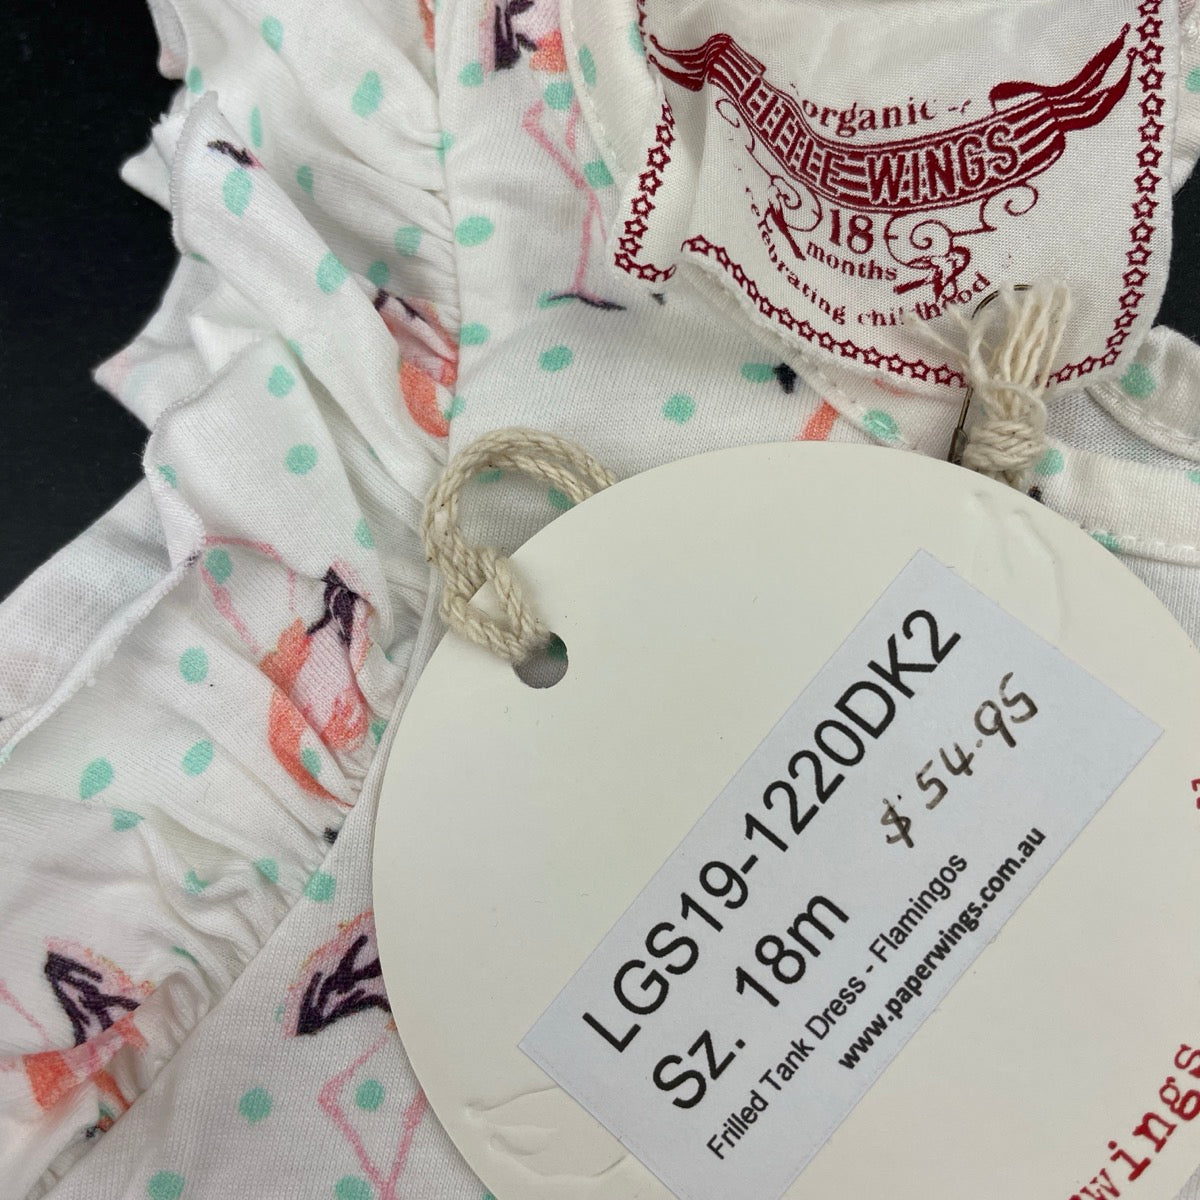 organic
LITTLE WINGS
18
months
celebrating childhood
LGS19-1220DK2
Sz. 18m
$54.95
Frilled Tank Dress - Flamingos
www.paperwings.com.au
wings